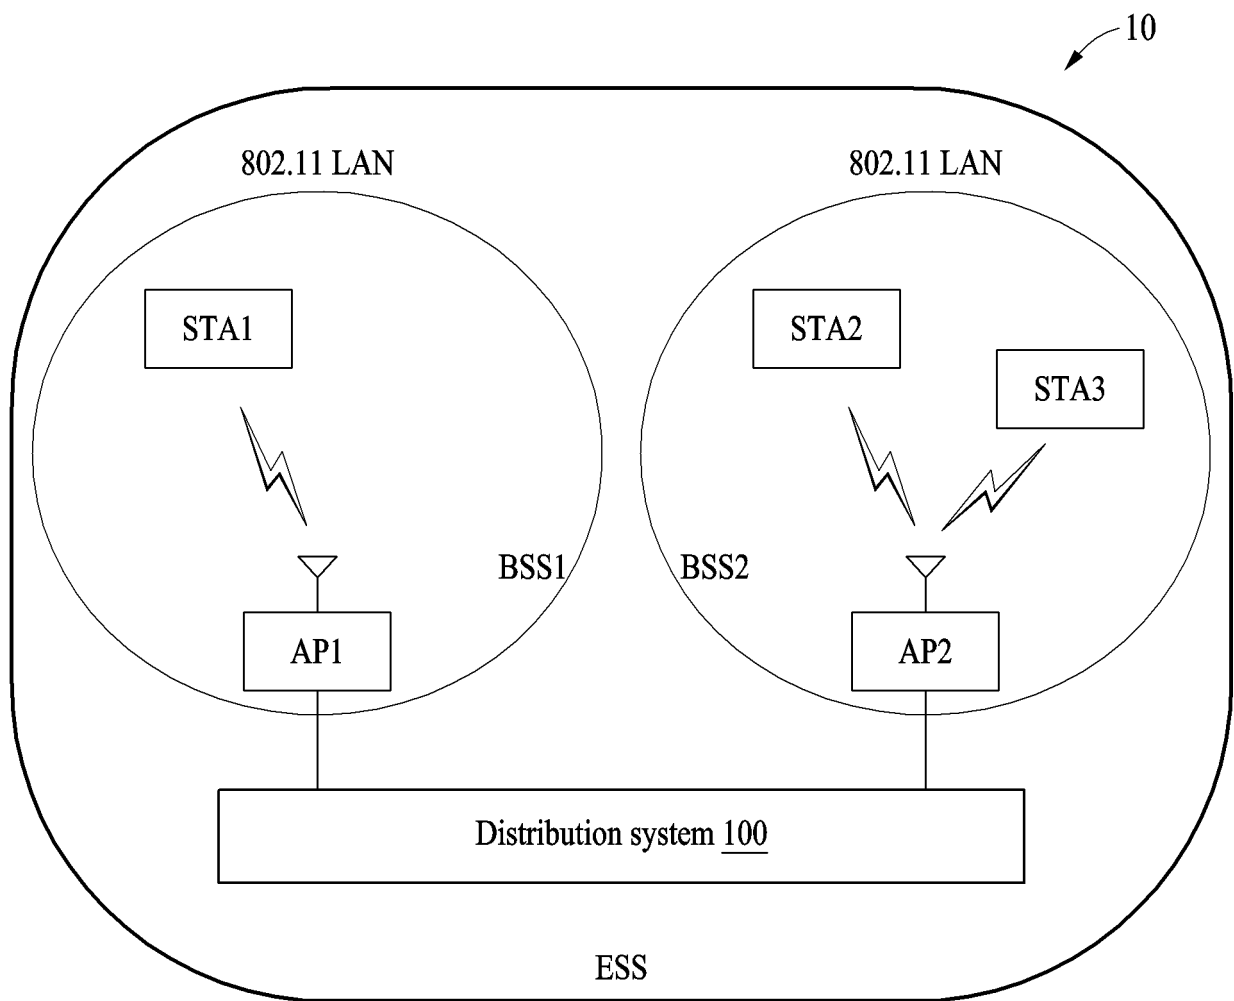 10
802.11 LAN
802.11 LAN
STA1
STA2
STA3
BSS1
BSS2
AP1
AP2
Distribution system 100
ESS